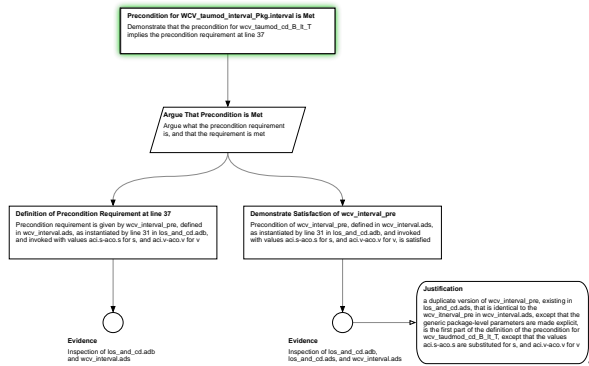 Precondition for WCV_taumod_interval_Pkg.interval is Met
Demonstrate that the precondition for wcv_taumod_cd_B_lt_T
implies the precondition requirement at line 37
Argue That Precondition is Met
Argue what the precondition requirement
is, and that the requirement is met
Definition of Precondition Requirement at line 37
Precondition requirement is given by wcv_interval_pre, defined
in wcv_interval.ads, as instantiated by line 31 in los_and_cd.adb,
and invoked with values aci.s-aco.s for s, and aci.v-aco.v for v
Demonstrate Satisfaction of wcv_interval_pre
Precondition of wcv_interval_pre, defined in wcv_interval.ads,
as instantiated by line 31 in los_and_cd.adb, and invoked
with values aci.s-aco.s for s, and aci.v-aco.v for v, is satisfied
Evidence
Inspection of los_and_cd.adb
and wcv_interval.ads
Evidence
Inspection of los_and_cd.adb,
los_and_cd.ads, and wcv_interval.ads
Justification
a duplicate version of wcv_interval_pre, existing in
los_and_cd.ads, that is identical to the
wcv_itnerval_pre in wcv_interval.ads, except that the
generic package-level parameters are made explicit,
is the first part of the definition of the precondition for
wcv_taudmod_cd_B_lt_T, except that the values
aci.s-aco.s are substituted for s, and aci.v-aco.v for v